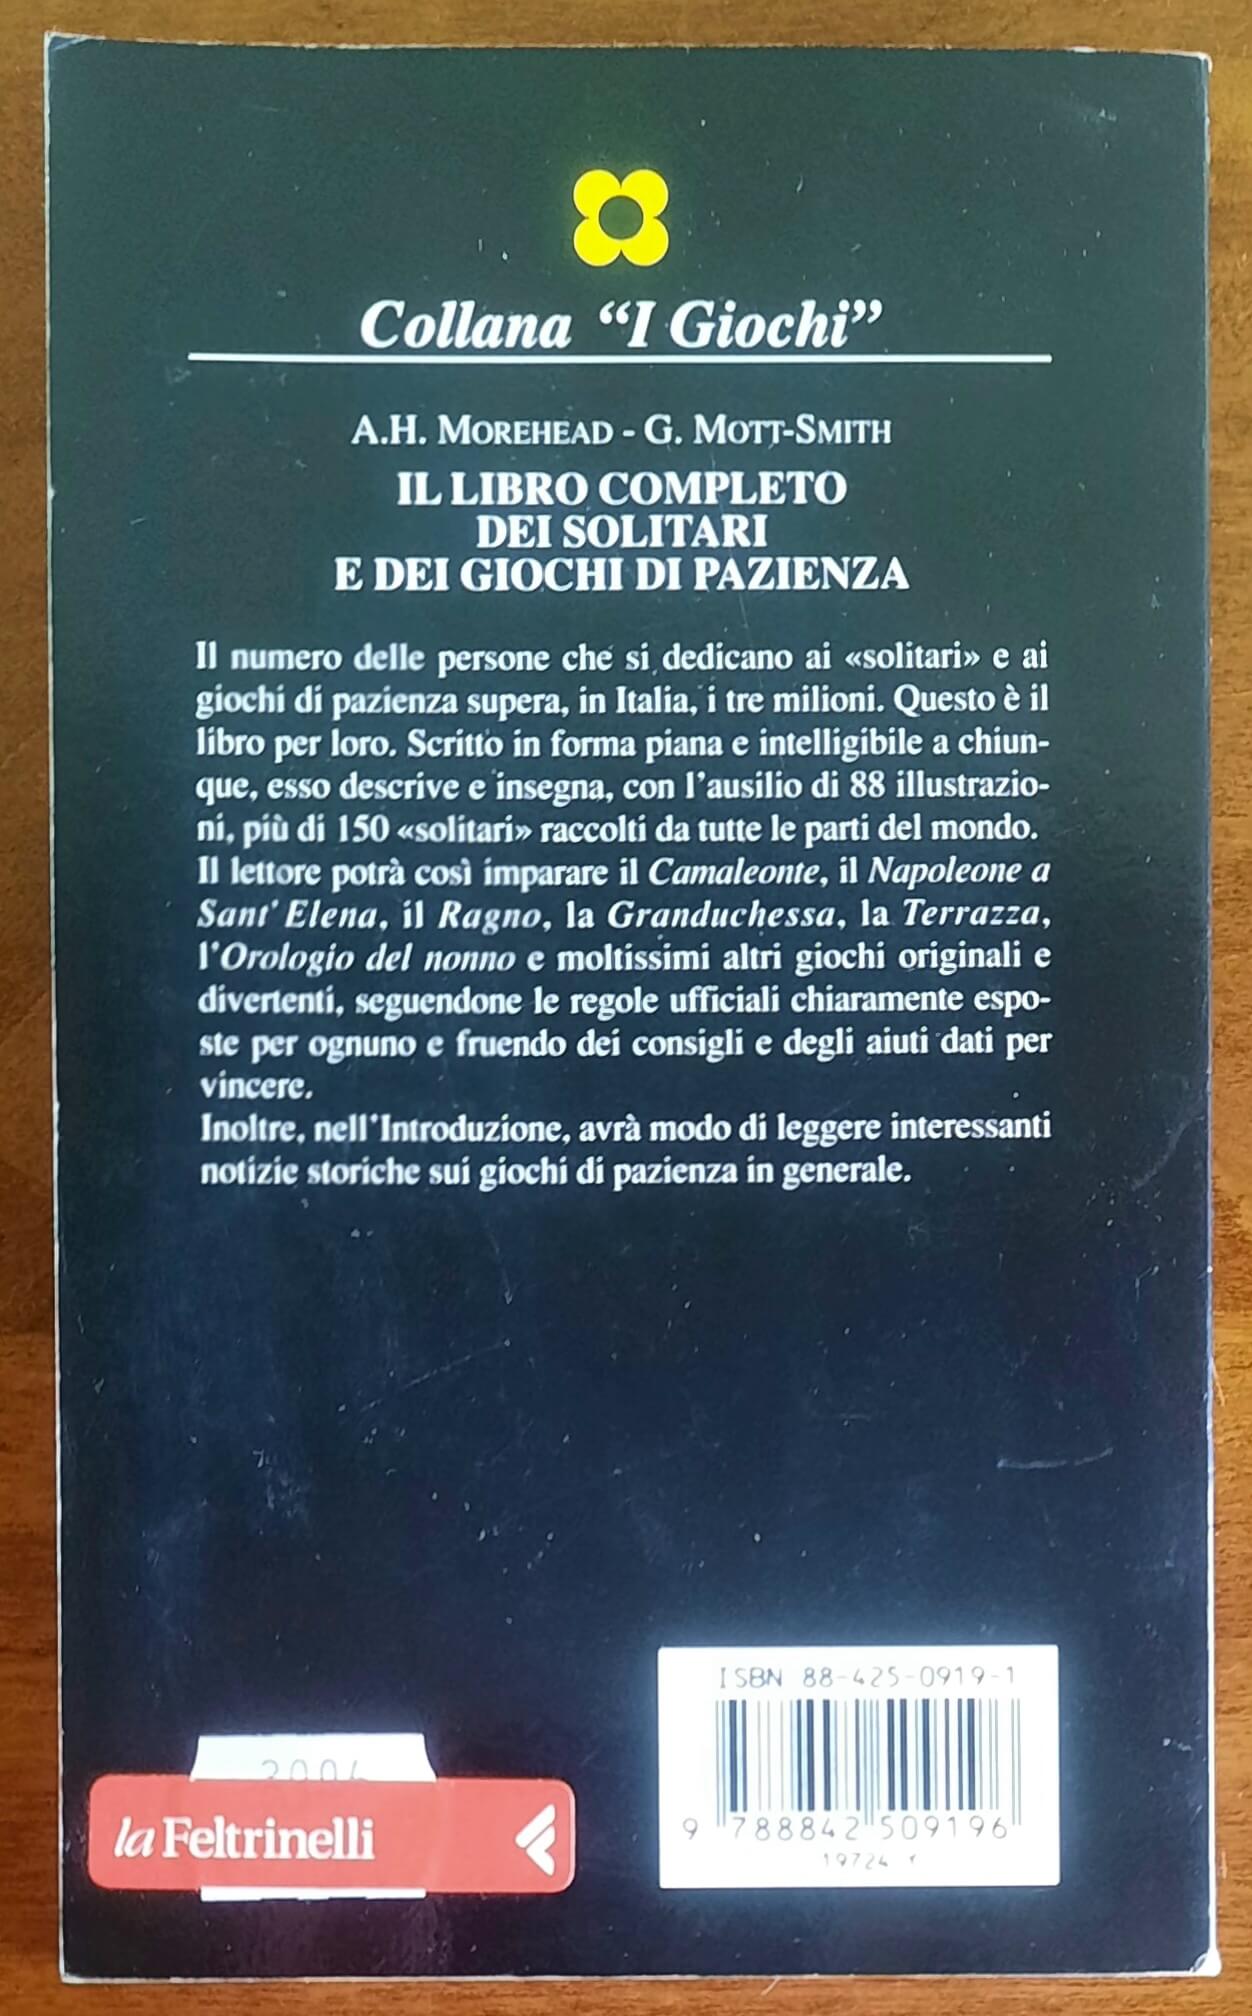 Collana “I Giochi”
A.H. MOREHEAD - G. MOTT-SMITH
IL LIBRO COMPLETO
DEI SOLITARI
E DEI GIOCHI DI PAZIENZA
Il numero delle persone che si dedicano ai «solitari» e ai
giochi di pazienza supera, in Italia, i tre milioni. Questo è il
libro per loro. Scritto in forma piana e intelligibile a chiun-
que, esso descrive e insegna, con l'ausilio di 88 illustrazio-
ni, più di 150 «solitari» raccolti da tutte le parti del mondo.
Il lettore potrà così imparare il Camaleonte, il Napoleone a
Sant'Elena, il Ragno, la Granduchessa, la Terrazza,
l'Orologio del nonno e moltissimi altri giochi originali e
divertenti, seguendone le regole ufficiali chiaramente espo-
ste per ognuno e fruendo dei consigli e degli aiuti dati per
vincere.
Inoltre, nell'Introduzione, avrà modo di leggere interessanti
notizie storiche sui giochi di pazienza in generale.
ISBN 88-425-0919-1
9 788842 509196
19724
la Feltrinelli